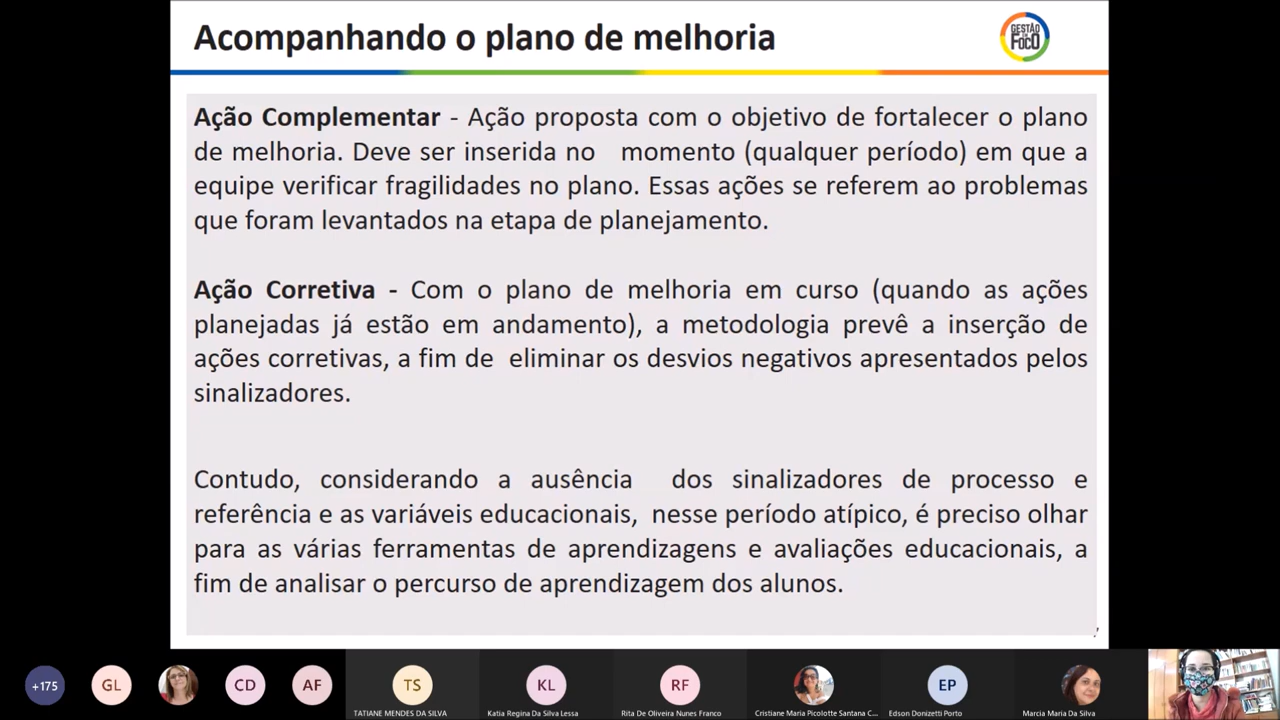 Acompanhando o plano de melhoria
GESTÃO
EM
FOCO
Ação Complementar - Ação proposta com o objetivo de fortalecer o plano
de melhoria. Deve ser inserida no momento (qualquer período) em que a
equipe verificar fragilidades no plano. Essas ações se referem ao problemas
que foram levantados na etapa de planejamento.
Ação Corretiva - Com o plano de melhoria em curso (quando as ações
planejadas já estão em andamento), a metodologia prevê a inserção de
ações corretivas, a fim de eliminar os desvios negativos apresentados pelos
sinalizadores.
Contudo, considerando a ausência dos sinalizadores de processo e
referência e as variáveis educacionais, nesse período atípico, é preciso olhar
para as várias ferramentas de aprendizagens e avaliações educacionais, a
fim de analisar o percurso de aprendizagem dos alunos.
+175
GL
CD
AF
TS
KL
RF
EP
TATIANE MENDES DA SILVA
Katia Regina Da Silva Lessa
Rita De Oliveira Nunes Franco
Cristiane Maria Picolotte Santana C...
Edson Donizetti Porto
Marcia Maria Da Silva